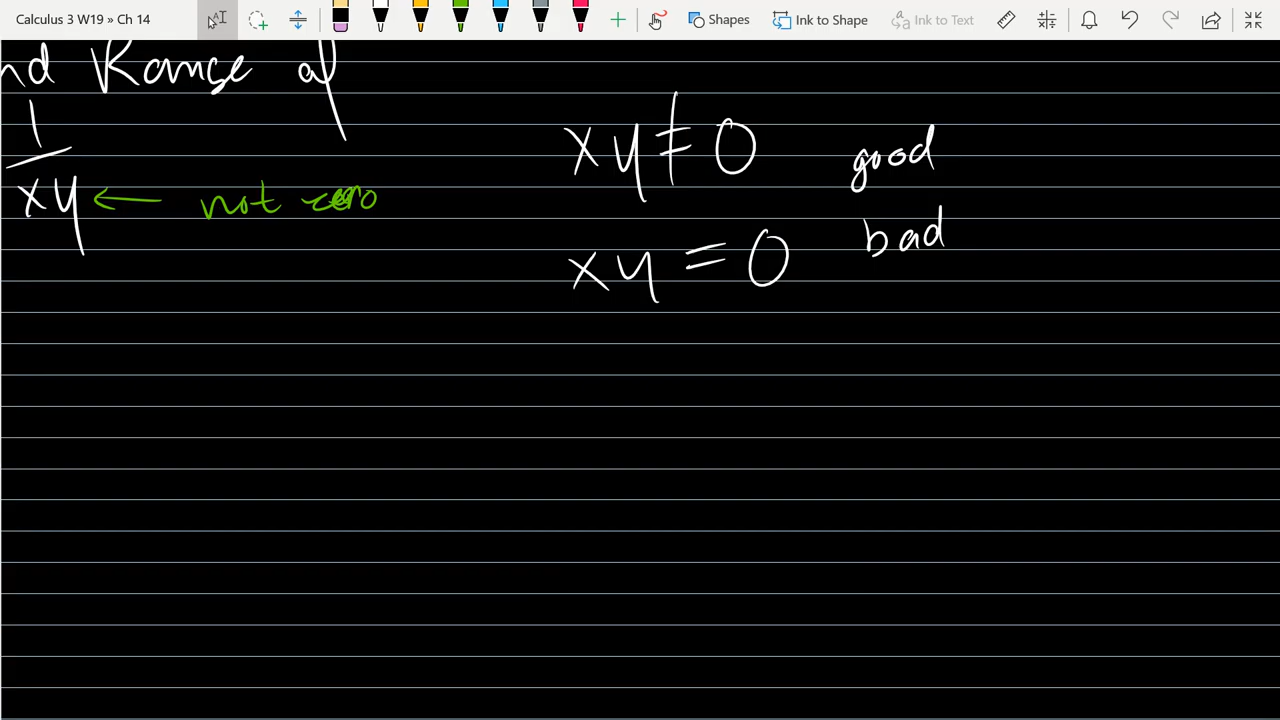 Calculus 3 W19 » Ch 14
Shapes
Ink to Shape
Ink to Text
nd Range of
1
xy ← not zero
xy ≠ 0 good
xy = 0 bad